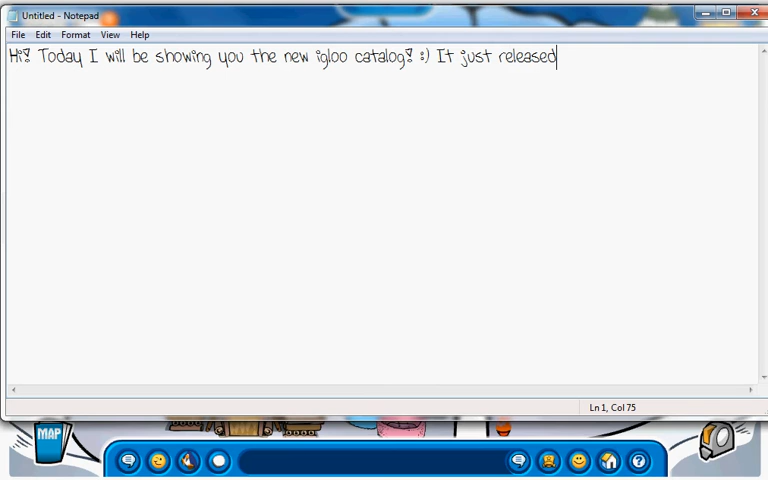 Untitled - Notepad
File Edit Format View Help
Hi! Today I will be showing you the new igloo catalog! :) It just released
Ln 1, Col 75
MAP
?